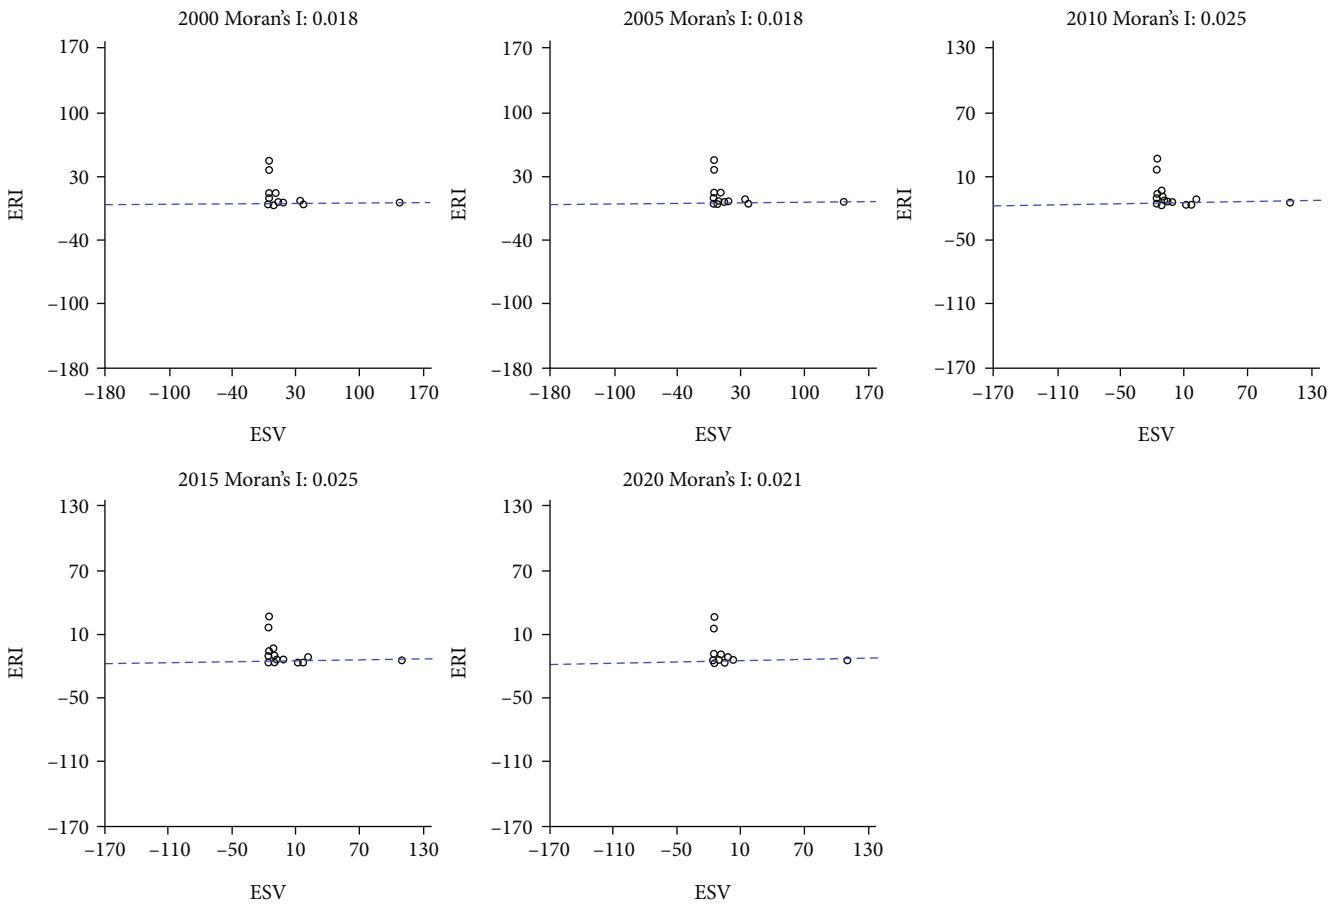 2000 Moran's I: 0.018
170
100
30
–40
–100
–180
ERI
–180 –100 –40 30 100 170
ESV
2005 Moran's I: 0.018
170
100
30
–40
–100
–180
ERI
–180 –100 –40 30 100 170
ESV
2010 Moran's I: 0.025
130
70
10
–50
–110
–170
ERI
–170 –110 –50 10 70 130
ESV
2015 Moran's I: 0.025
130
70
10
–50
–110
–170
ERI
–170 –110 –50 10 70 130
ESV
2020 Moran's I: 0.021
130
70
10
–50
–110
–170
ERI
–170 –110 –50 10 70 130
ESV